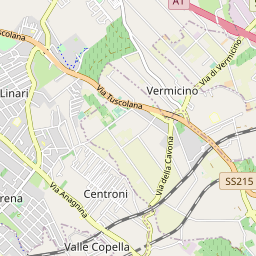 A1
Tuscolana
Via Tuscolana
Vermicino
Via di Vermicino
Linari
Via della Cavona
SS215
Via Anagnina
Centroni
rena
Valle Copella